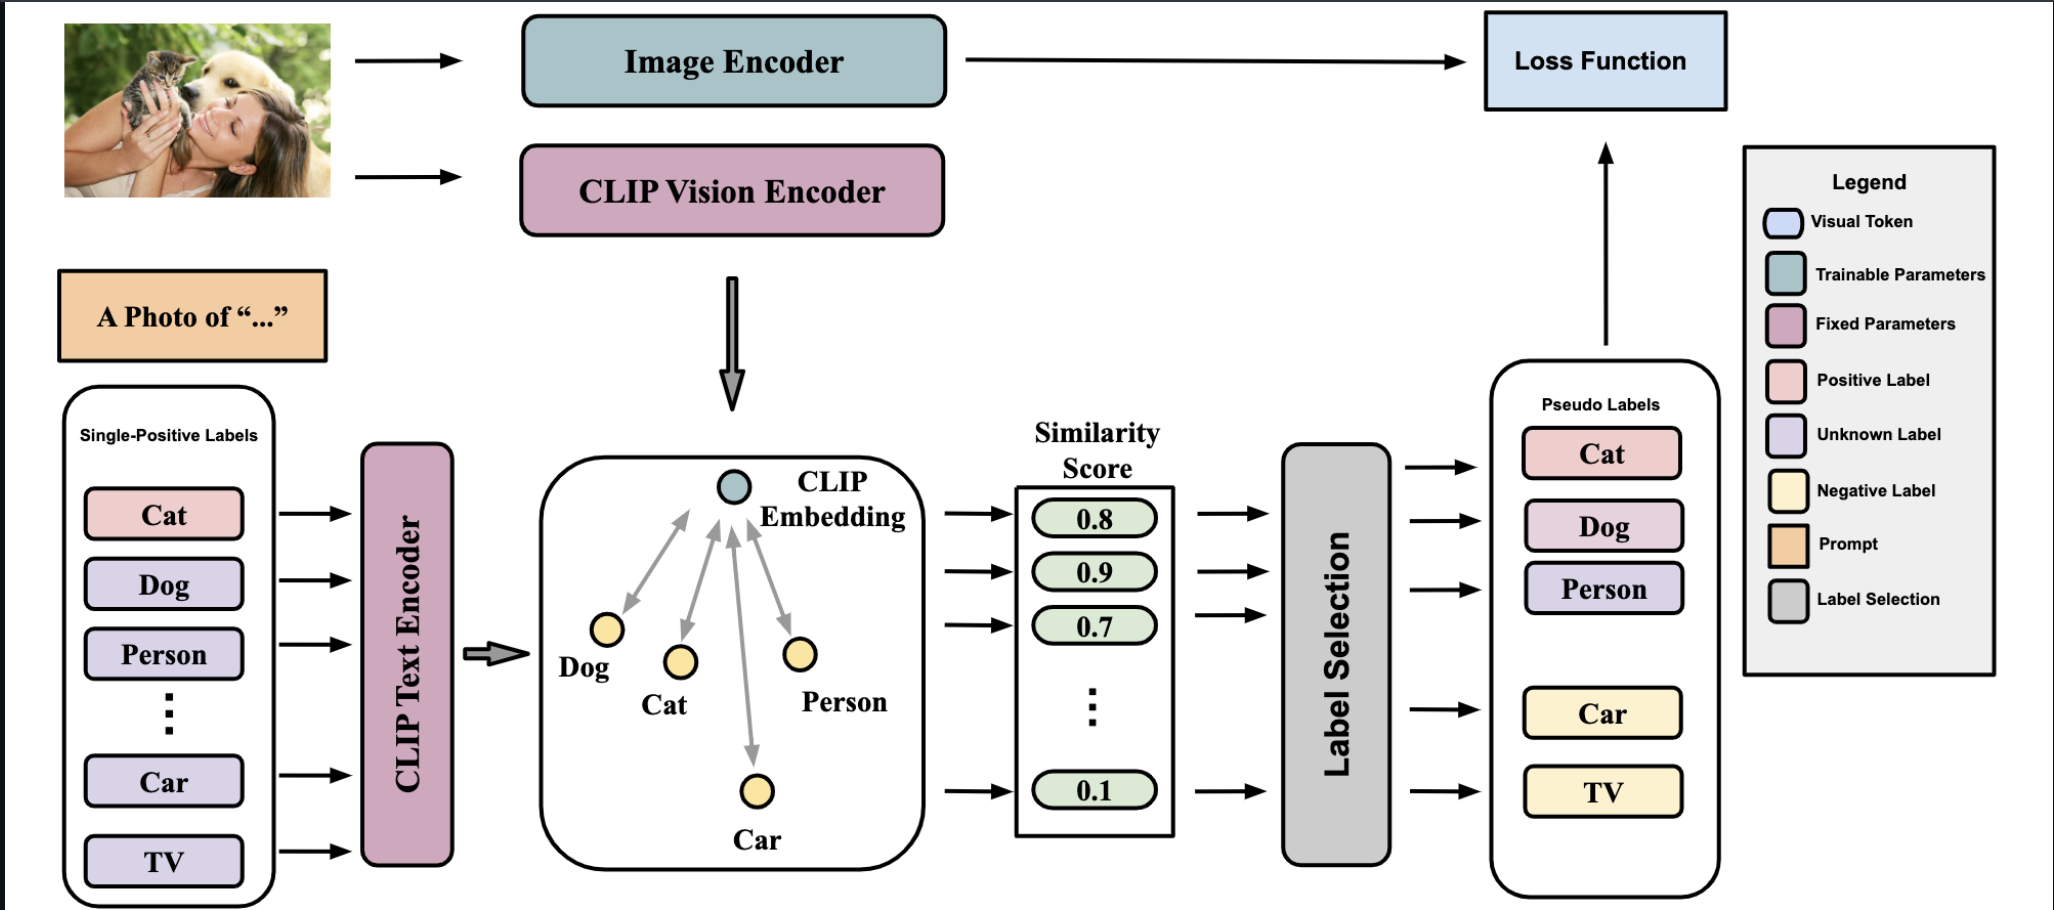 Image Encoder
Loss Function
CLIP Vision Encoder
A Photo of “...”
Single-Positive Labels
Cat
Dog
Person
Car
TV
CLIP Text Encoder
CLIP
Embedding
Dog
Cat
Person
Car
Similarity
Score
0.8
0.9
0.7
0.1
Label Selection
Pseudo Labels
Cat
Dog
Person
Car
TV
Legend
Visual Token
Trainable Parameters
Fixed Parameters
Positive Label
Unknown Label
Negative Label
Prompt
Label Selection